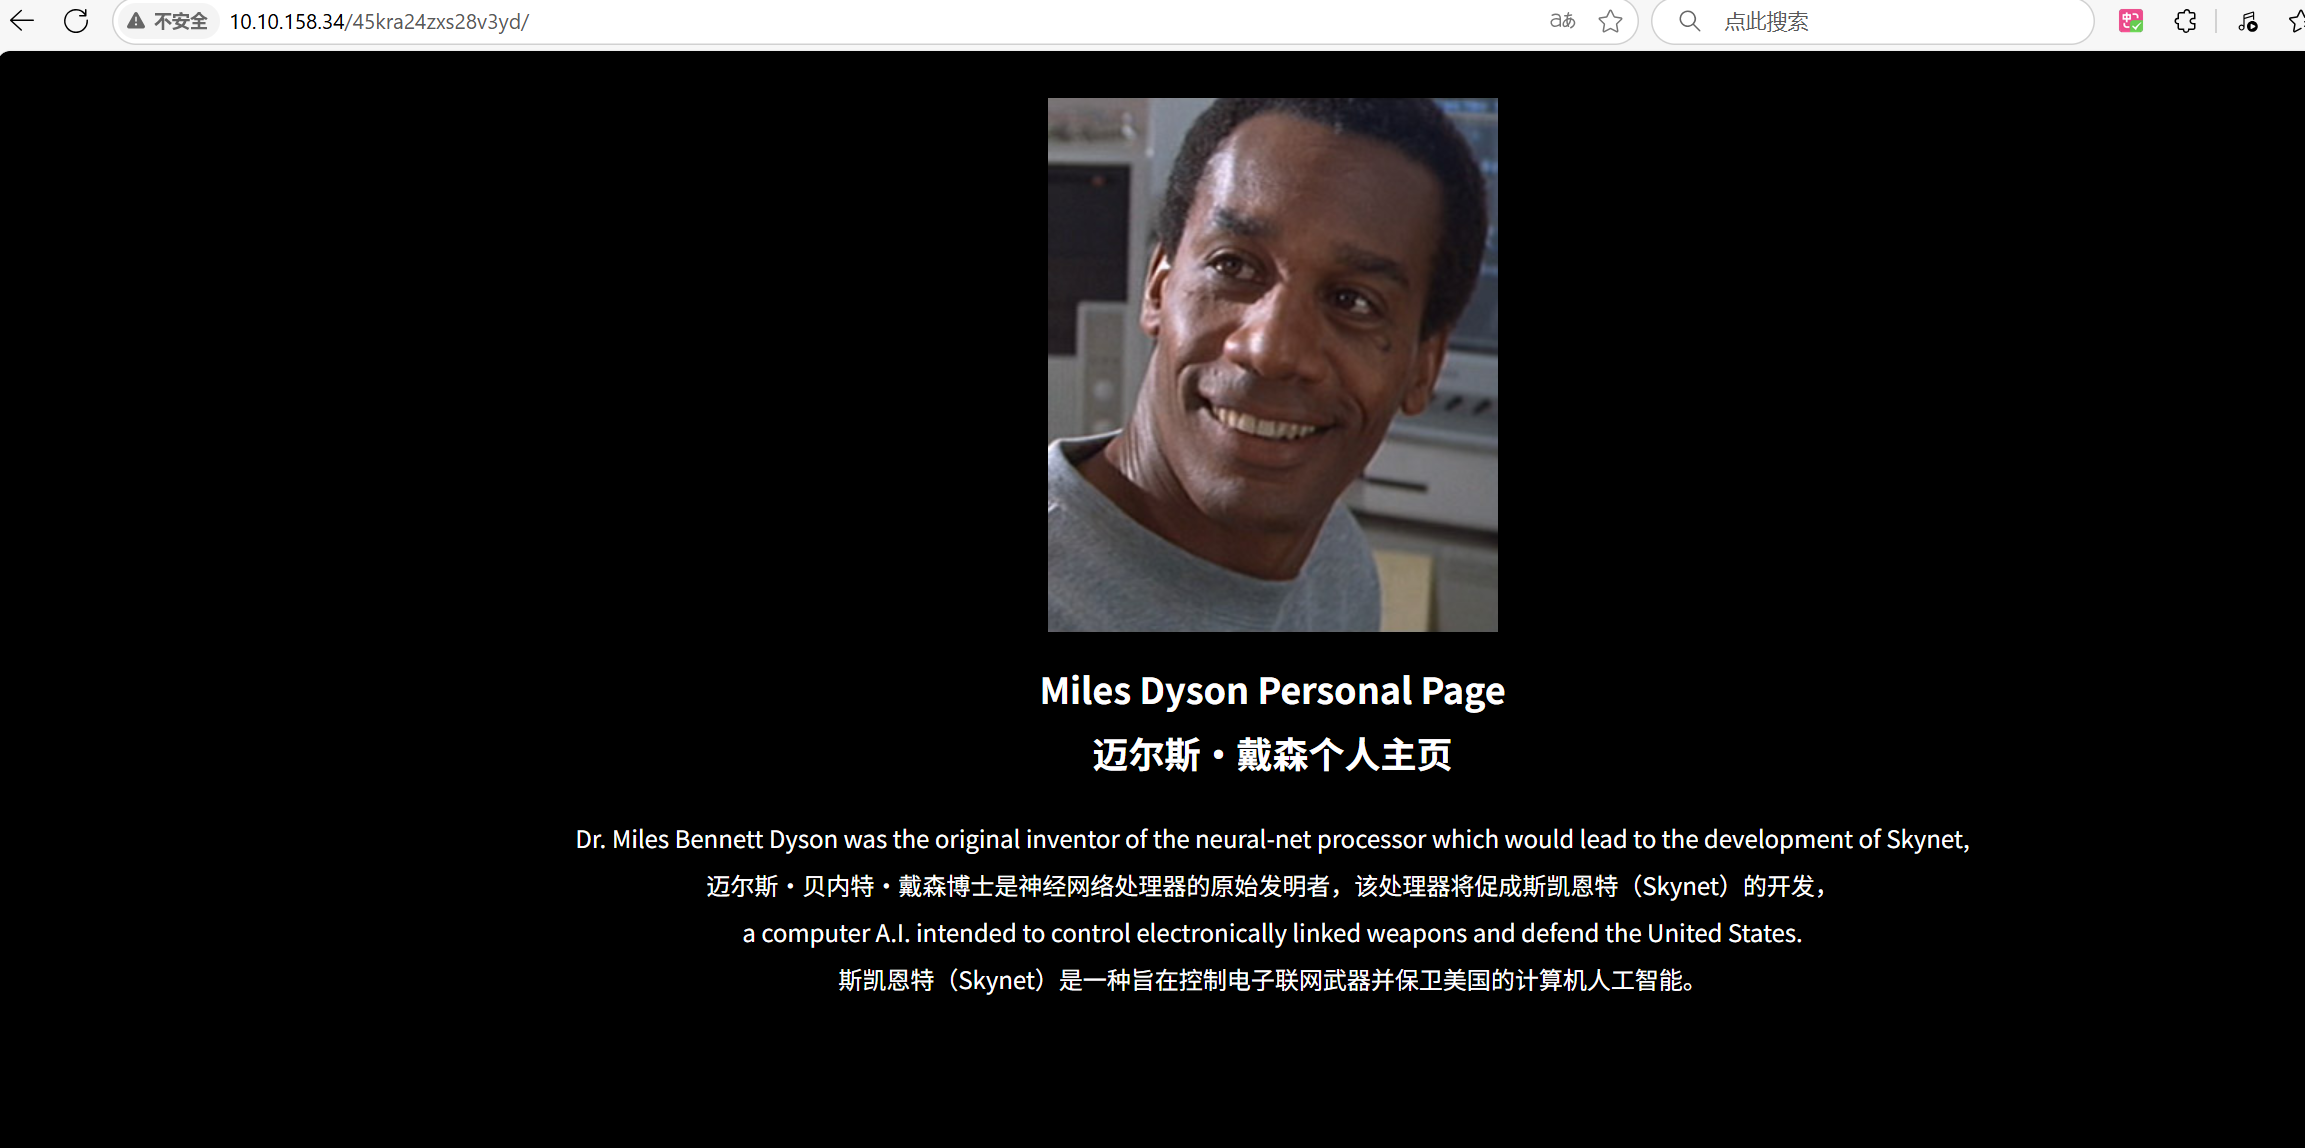 不安全
10.10.158.34/45kra24zxs28v3yd/
aあ
点此搜索
Miles Dyson Personal Page
迈尔斯·戴森个人主页
Dr. Miles Bennett Dyson was the original inventor of the neural-net processor which would lead to the development of Skynet,
迈尔斯·贝内特·戴森博士是神经网络处理器的原始发明者，该处理器将促成斯凯恩特（Skynet）的开发，
a computer A.I. intended to control electronically linked weapons and defend the United States.
斯凯恩特（Skynet）是一种旨在控制电子联网武器并保卫美国的计算机人工智能。